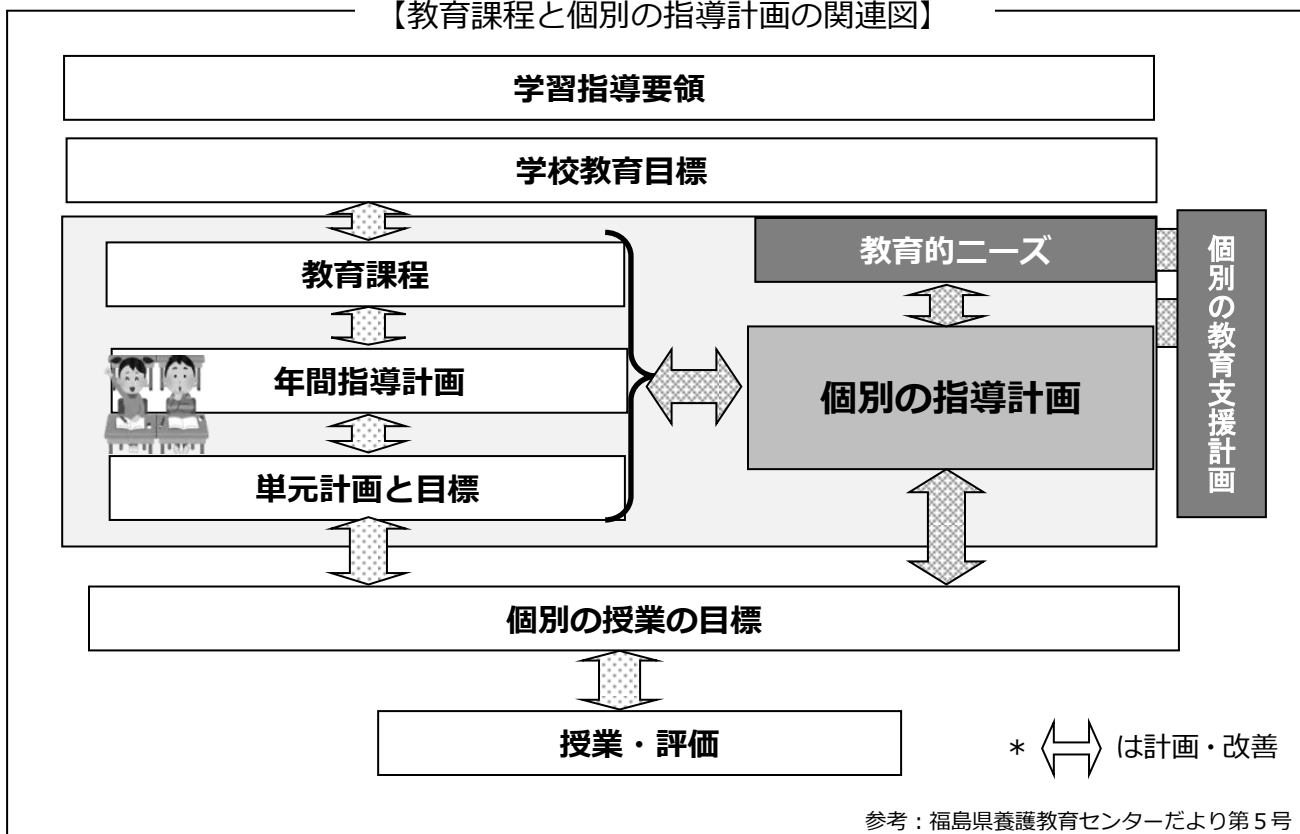 【教育課程と個別の指導計画の関連図】
学習指導要領
学校教育目標
教育課程
年間指導計画
単元計画と目標
教育的ニーズ
個別の指導計画
個別の教育支援計画
個別の授業の目標
授業・評価
* は計画・改善
参考：福島県養護教育センターだより第５号